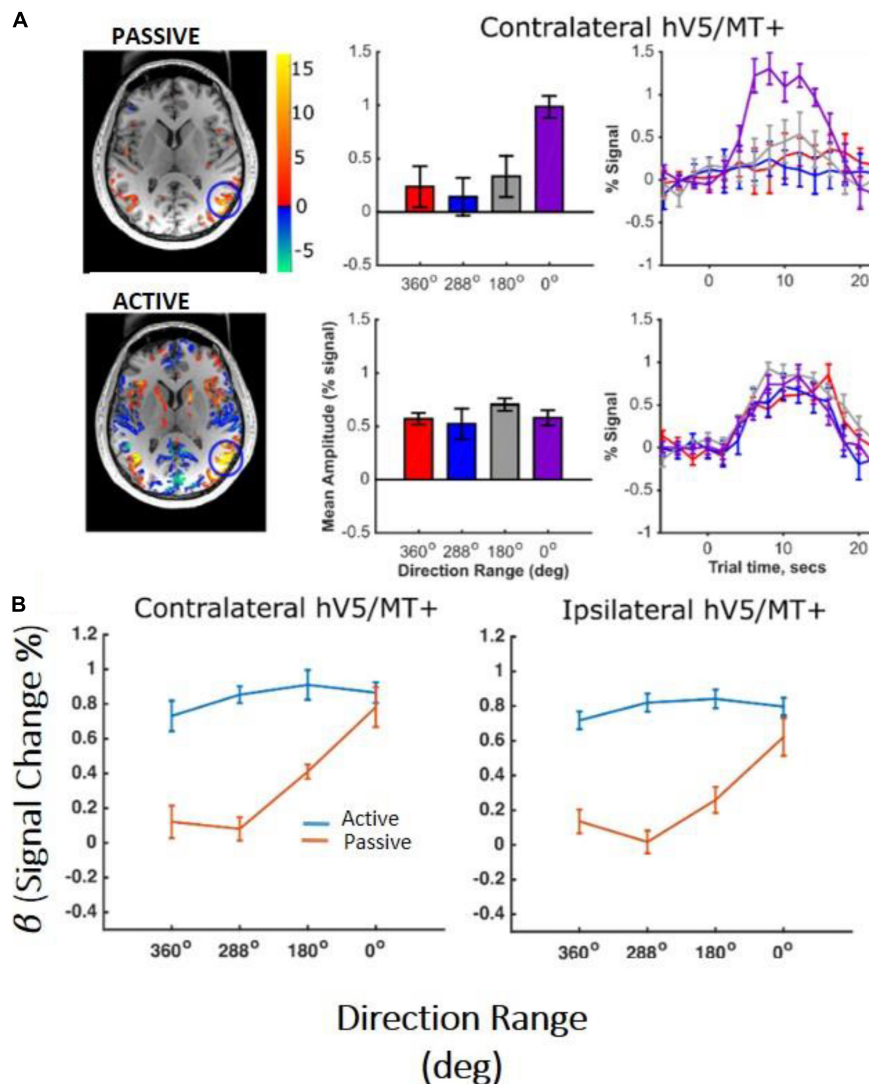 A
PASSIVE
Contralateral hV5/MT+
10
5
0
-5
1.5
1
0.5
0
-0.5
360° 288° 180° 0°
% Signal
1.5
1
0.5
0
-0.5
-1
0 10 20
ACTIVE
Mean Amplitude (% signal)
1.5
1
0.5
0
-0.5
360° 288° 180° 0°
Direction Range (deg)
% Signal
1.5
1
0.5
0
-0.5
-1
0 10 20
Trial time, secs
B
Contralateral hV5/MT+
β (Signal Change %)
1.2
1
0.8
0.6
0.4
0.2
0
-0.2
-0.4
Active
Passive
360° 288° 180° 0°
Ipsilateral hV5/MT+
1.2
1
0.8
0.6
0.4
0.2
0
-0.2
-0.4
360° 288° 180° 0°
Direction Range
(deg)